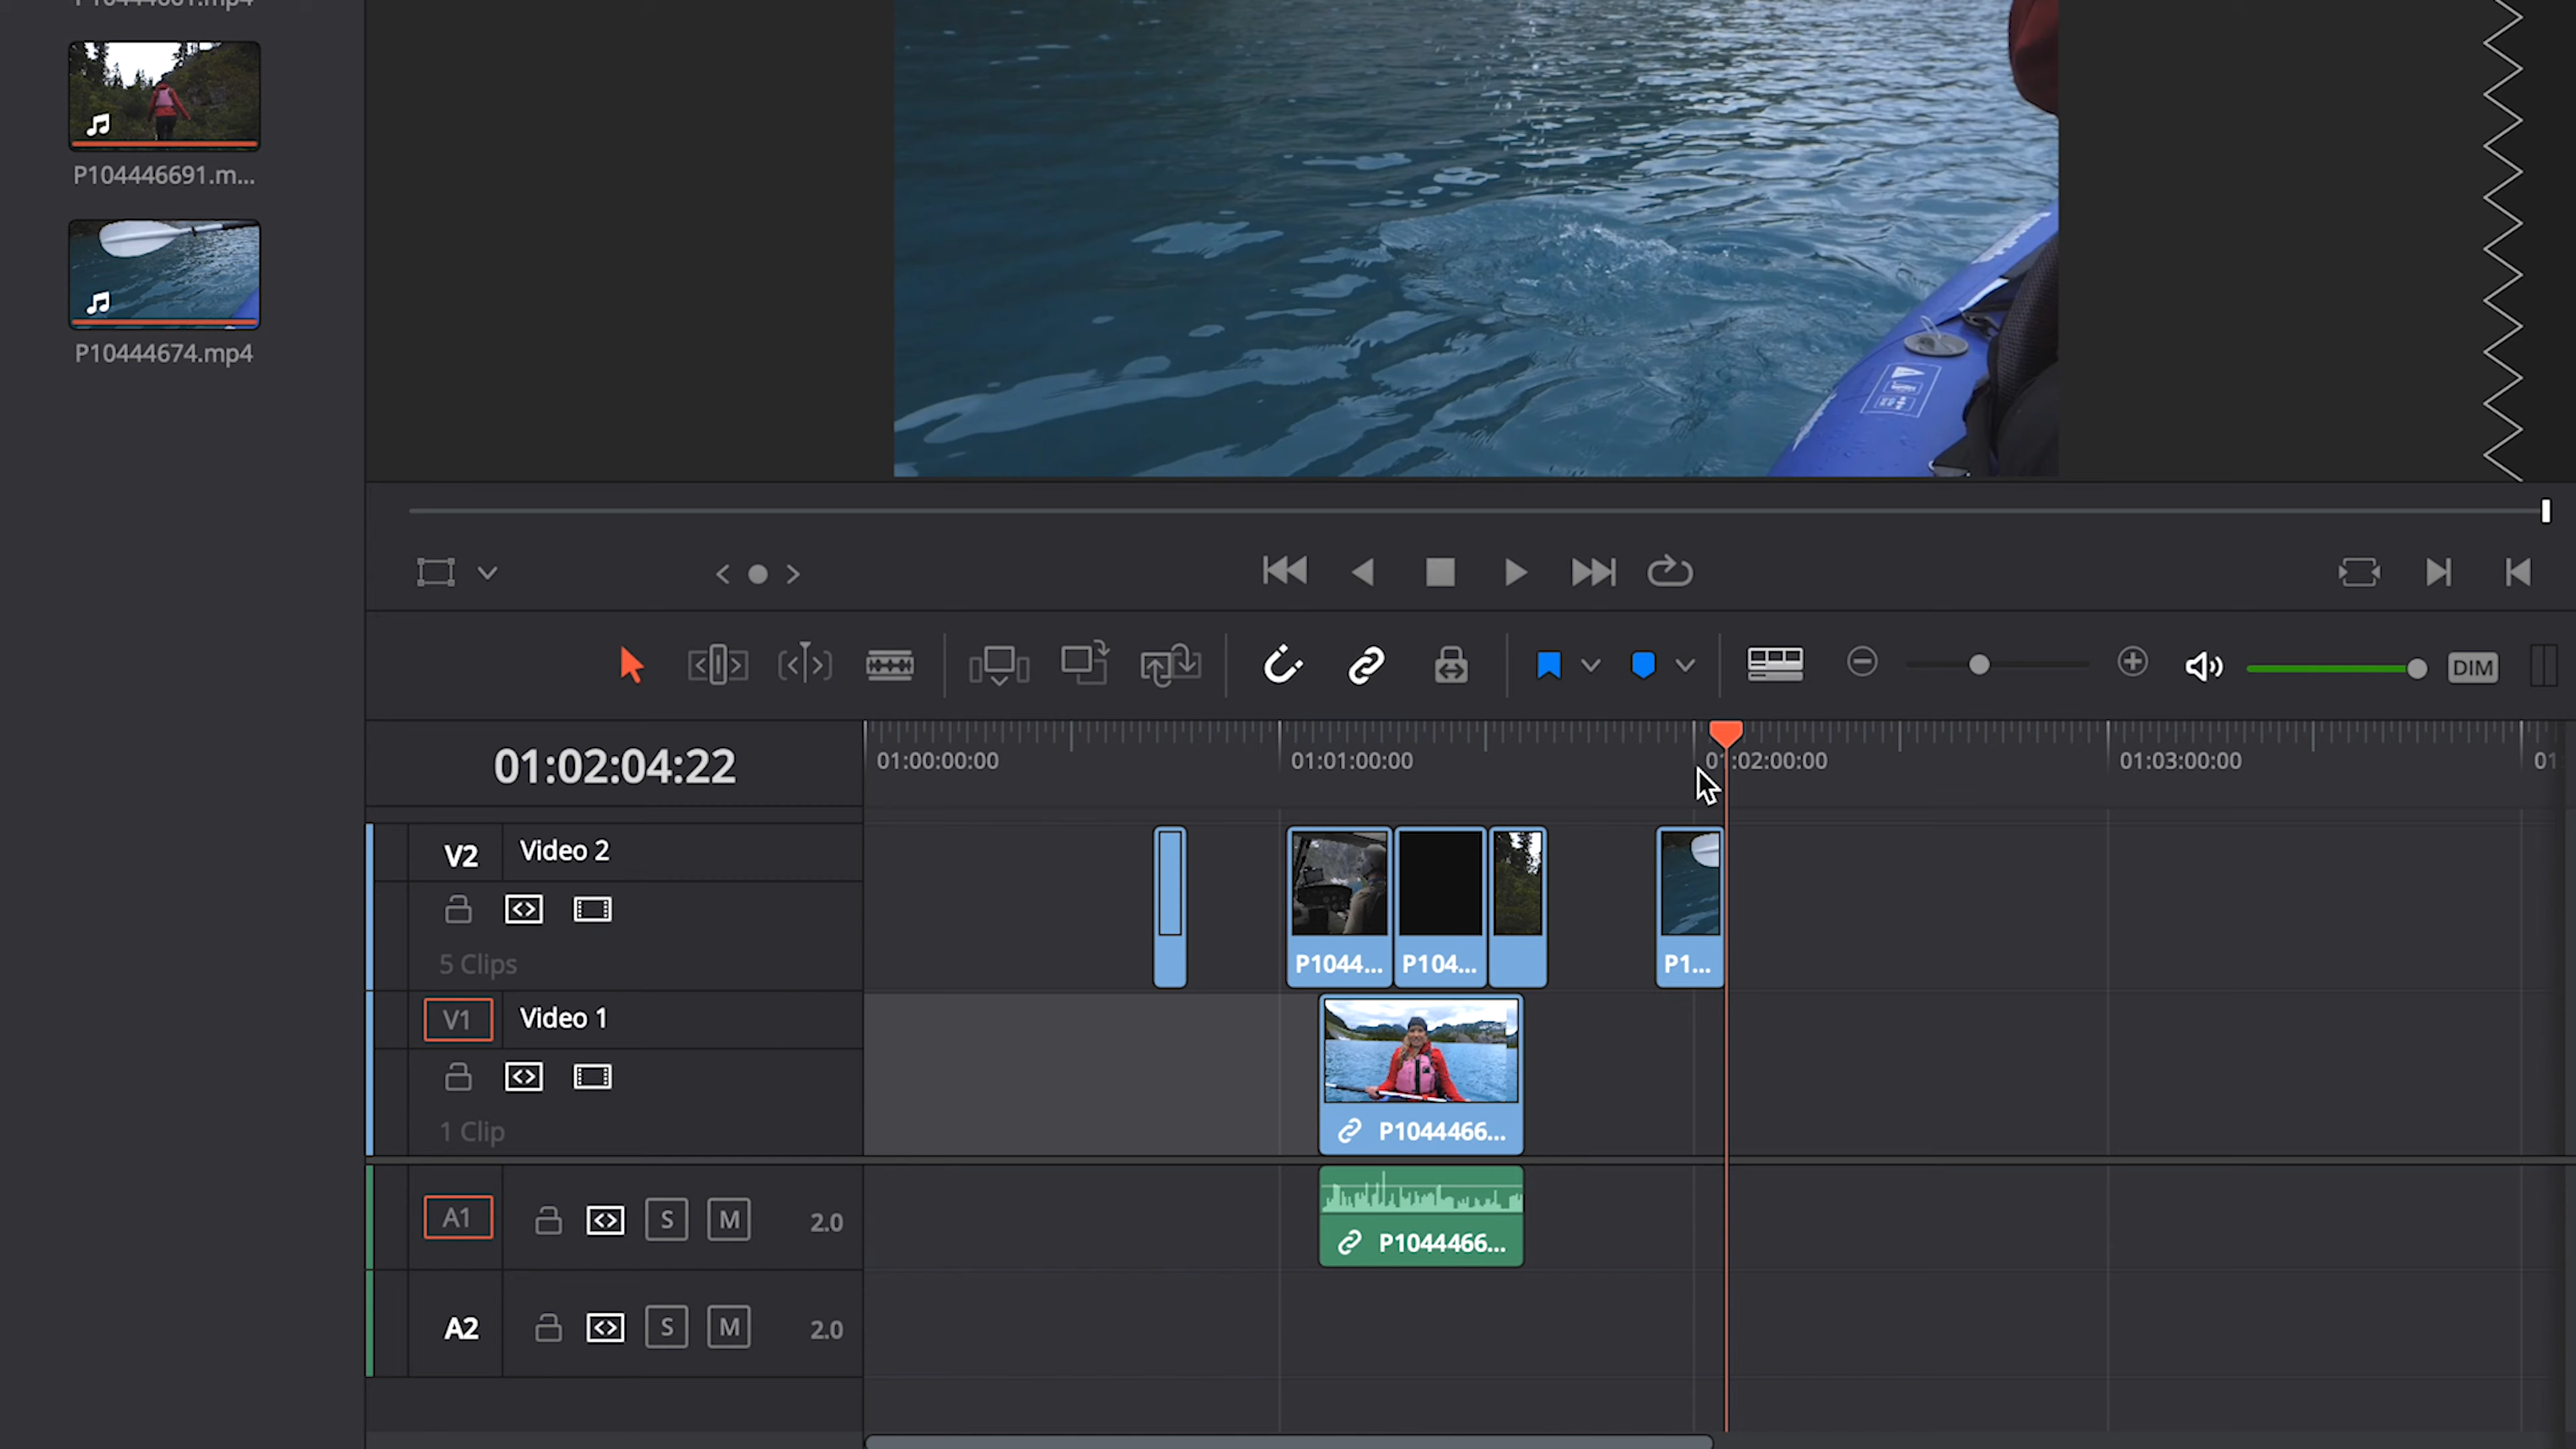 P104446691.m...
P10444674.mp4
DIM
01:02:04:22
01:00:00:00
01:01:00:00
01:02:00:00
01:03:00:00
01
V2
Video 2
5 Clips
P1044...
P104...
P1...
V1
Video 1
1 Clip
P1044466...
A1
S
M
2.0
P1044466...
A2
S
M
2.0